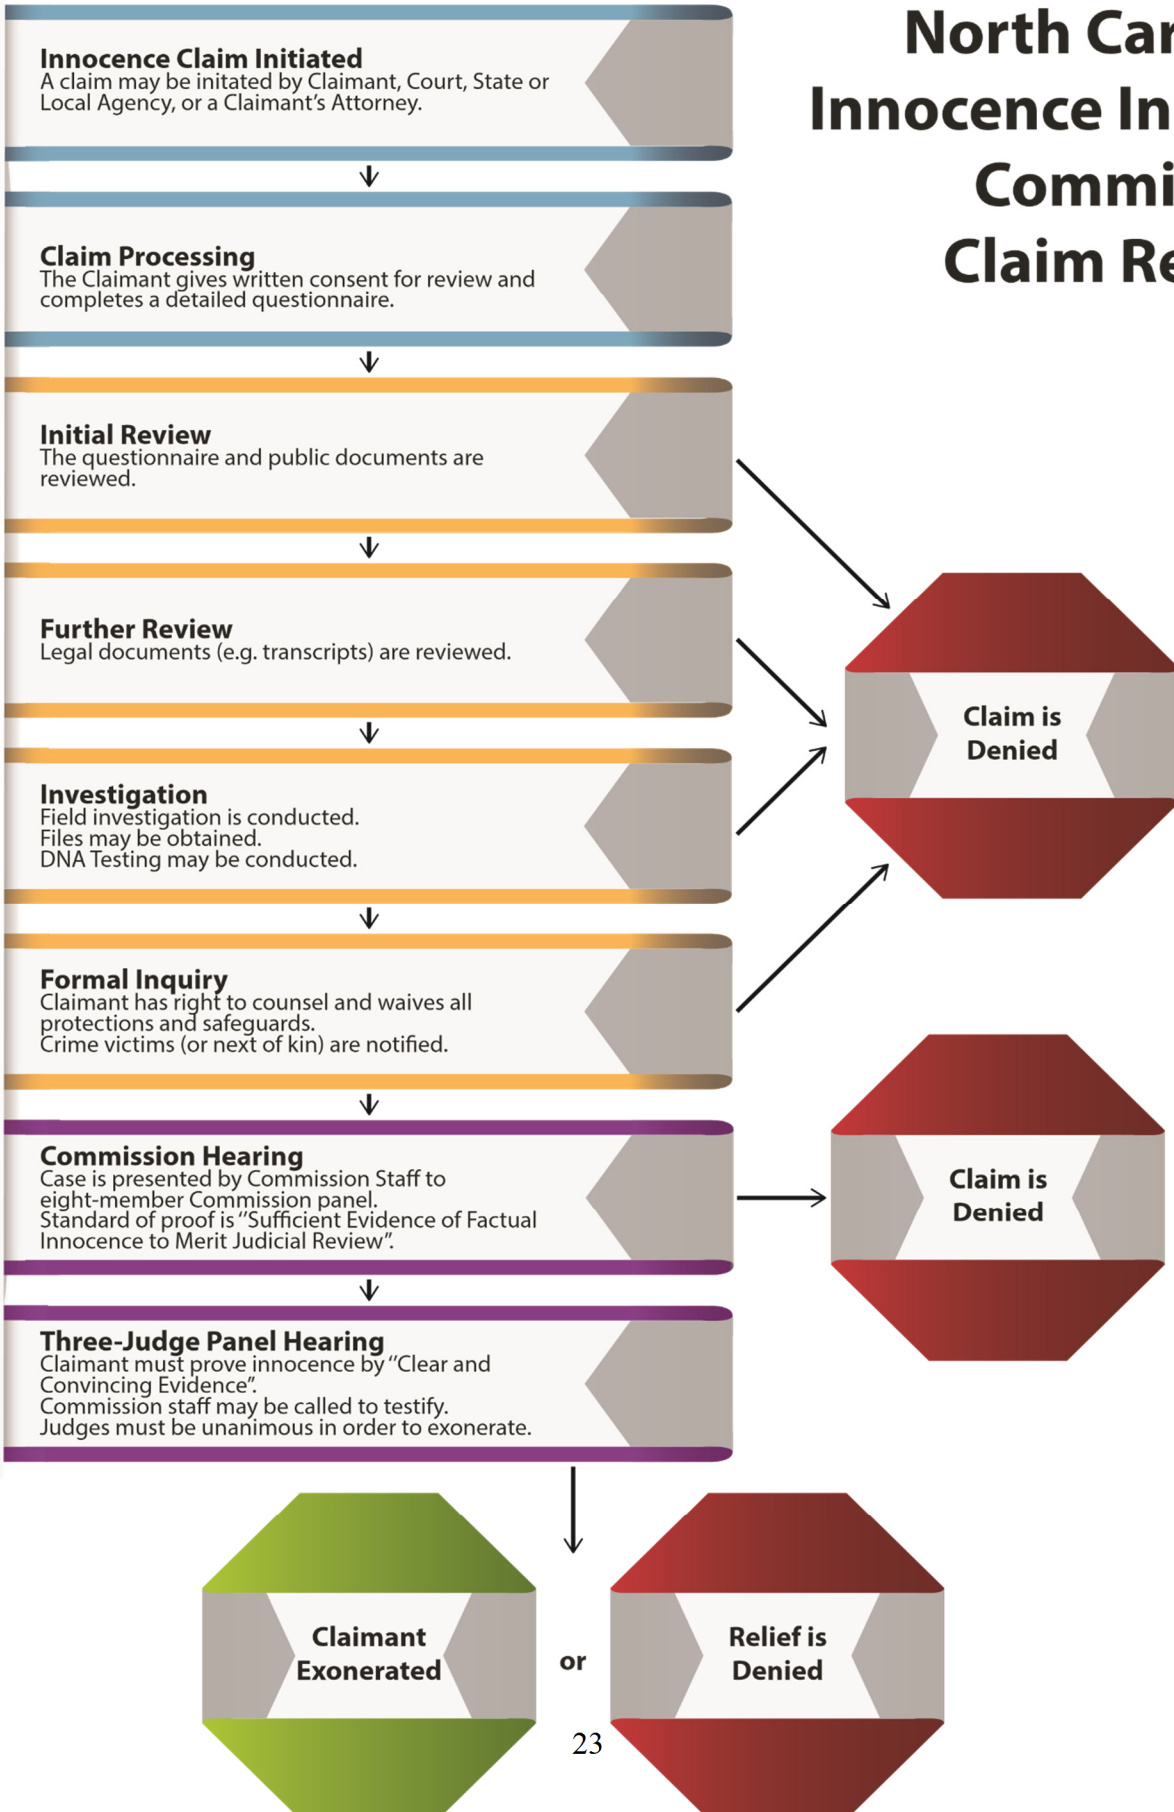 North Car
Innocence In
Commi
Claim Re
Innocence Claim Initiated
A claim may be initated by Claimant, Court, State or
Local Agency, or a Claimant's Attorney.
Claim Processing
The Claimant gives written consent for review and
completes a detailed questionnaire.
Initial Review
The questionnaire and public documents are
reviewed.
Further Review
Legal documents (e.g. transcripts) are reviewed.
Investigation
Field investigation is conducted.
Files may be obtained.
DNA Testing may be conducted.
Formal Inquiry
Claimant has right to counsel and waives all
protections and safeguards.
Crime victims (or next of kin) are notified.
Claim is
Denied
Commission Hearing
Case is presented by Commission Staff to
eight-member Commission panel.
Standard of proof is "Sufficient Evidence of Factual
Innocence to Merit Judicial Review".
Claim is
Denied
Three-Judge Panel Hearing
Claimant must prove innocence by "Clear and
Convincing Evidence".
Commission staff may be called to testify.
Judges must be unanimous in order to exonerate.
Claimant
Exonerated
or
Relief is
Denied
23